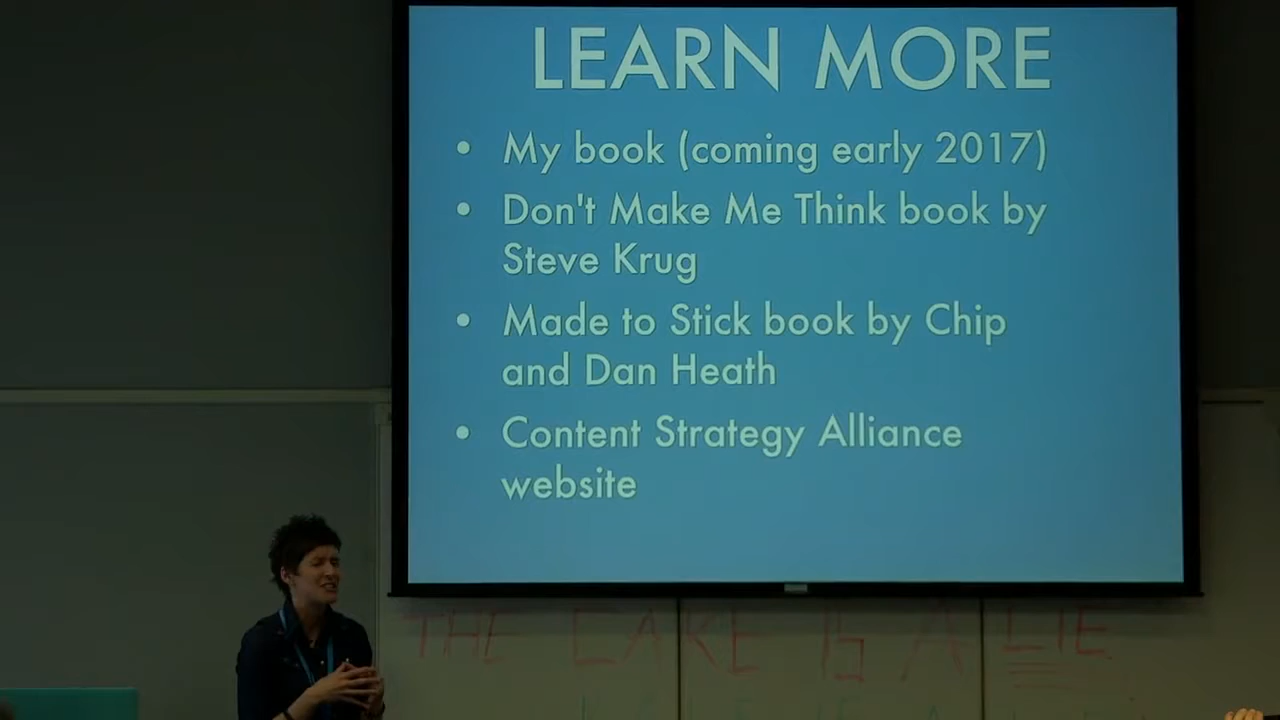 LEARN MORE
• My book (coming early 2017)
• Don't Make Me Think book by
Steve Krug
• Made to Stick book by Chip
and Dan Heath
• Content Strategy Alliance
website
THE CAKE IS A LIE